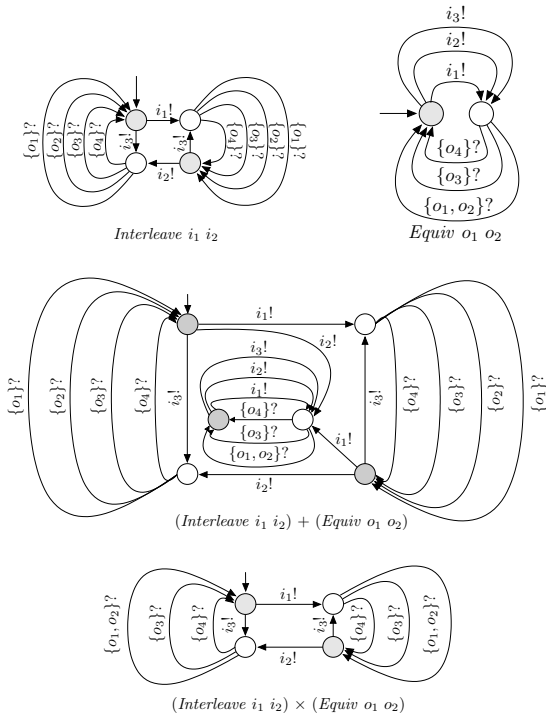 i₃!
i₂!
i₁!
{o₁}? {o₂}? {o₃}? {o₄}? i₃! i₁! i₃! {o₄}? {o₃}? {o₂}? {o₁}?
i₂!
{o₄}?
{o₃}?
{o₁, o₂}?
Interleave i₁ i₂
Equiv o₁ o₂
i₁!
i₂!
i₃!
i₂!
i₁!
{o₁}? {o₂}? {o₃}? {o₄}? i₃! i₃! {o₄}? {o₃}? {o₂}? {o₁}?
{o₄}?
{o₃}?
i₁!
{o₁, o₂}?
i₂!
(Interleave i₁ i₂) + (Equiv o₁ o₂)
i₁!
{o₁, o₂}? {o₃}? {o₄}? i₃! i₃! {o₄}? {o₃}? {o₁, o₂}?
i₂!
(Interleave i₁ i₂) × (Equiv o₁ o₂)